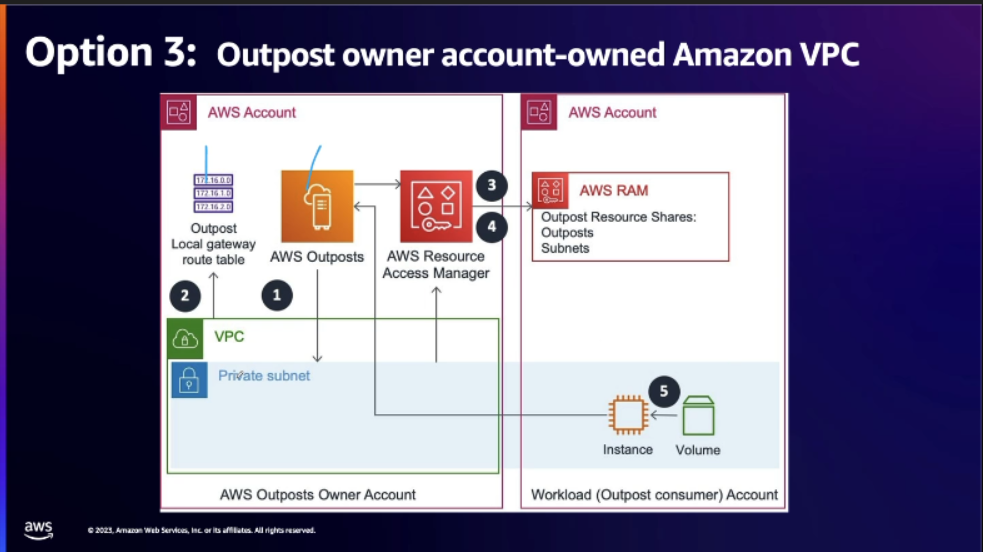 Option 3: Outpost owner account-owned Amazon VPC
AWS Account
AWS Account
172.16.0.0
172.16.1.0
172.16.2.0
Outpost
Local gateway
route table
AWS Outposts
AWS Resource
Access Manager
3
4
AWS RAM
Outpost Resource Shares:
Outposts
Subnets
2
1
VPC
Private subnet
5
Instance
Volume
AWS Outposts Owner Account
Workload (Outpost consumer) Account
aws
© 2023, Amazon Web Services, Inc. or its affiliates. All rights reserved.